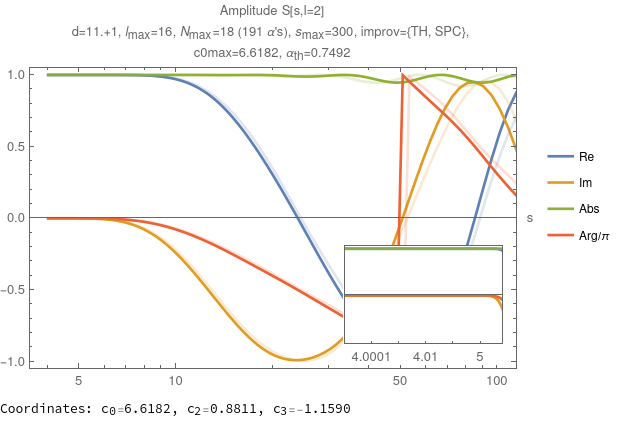 Amplitude S[s,l=2]
d=11.+1, lmax=16, Nmax=18 (191 α's), smax=300, improv={TH, SPC},
c0max=6.6182, αth=0.7492
1.0
0.5
0.0
−0.5
−1.0
s
4.0001 4.01 5
5 10 50 100
Re
Im
Abs
Arg/π
Coordinates: c0=6.6182, c2=0.8811, c3=−1.1590